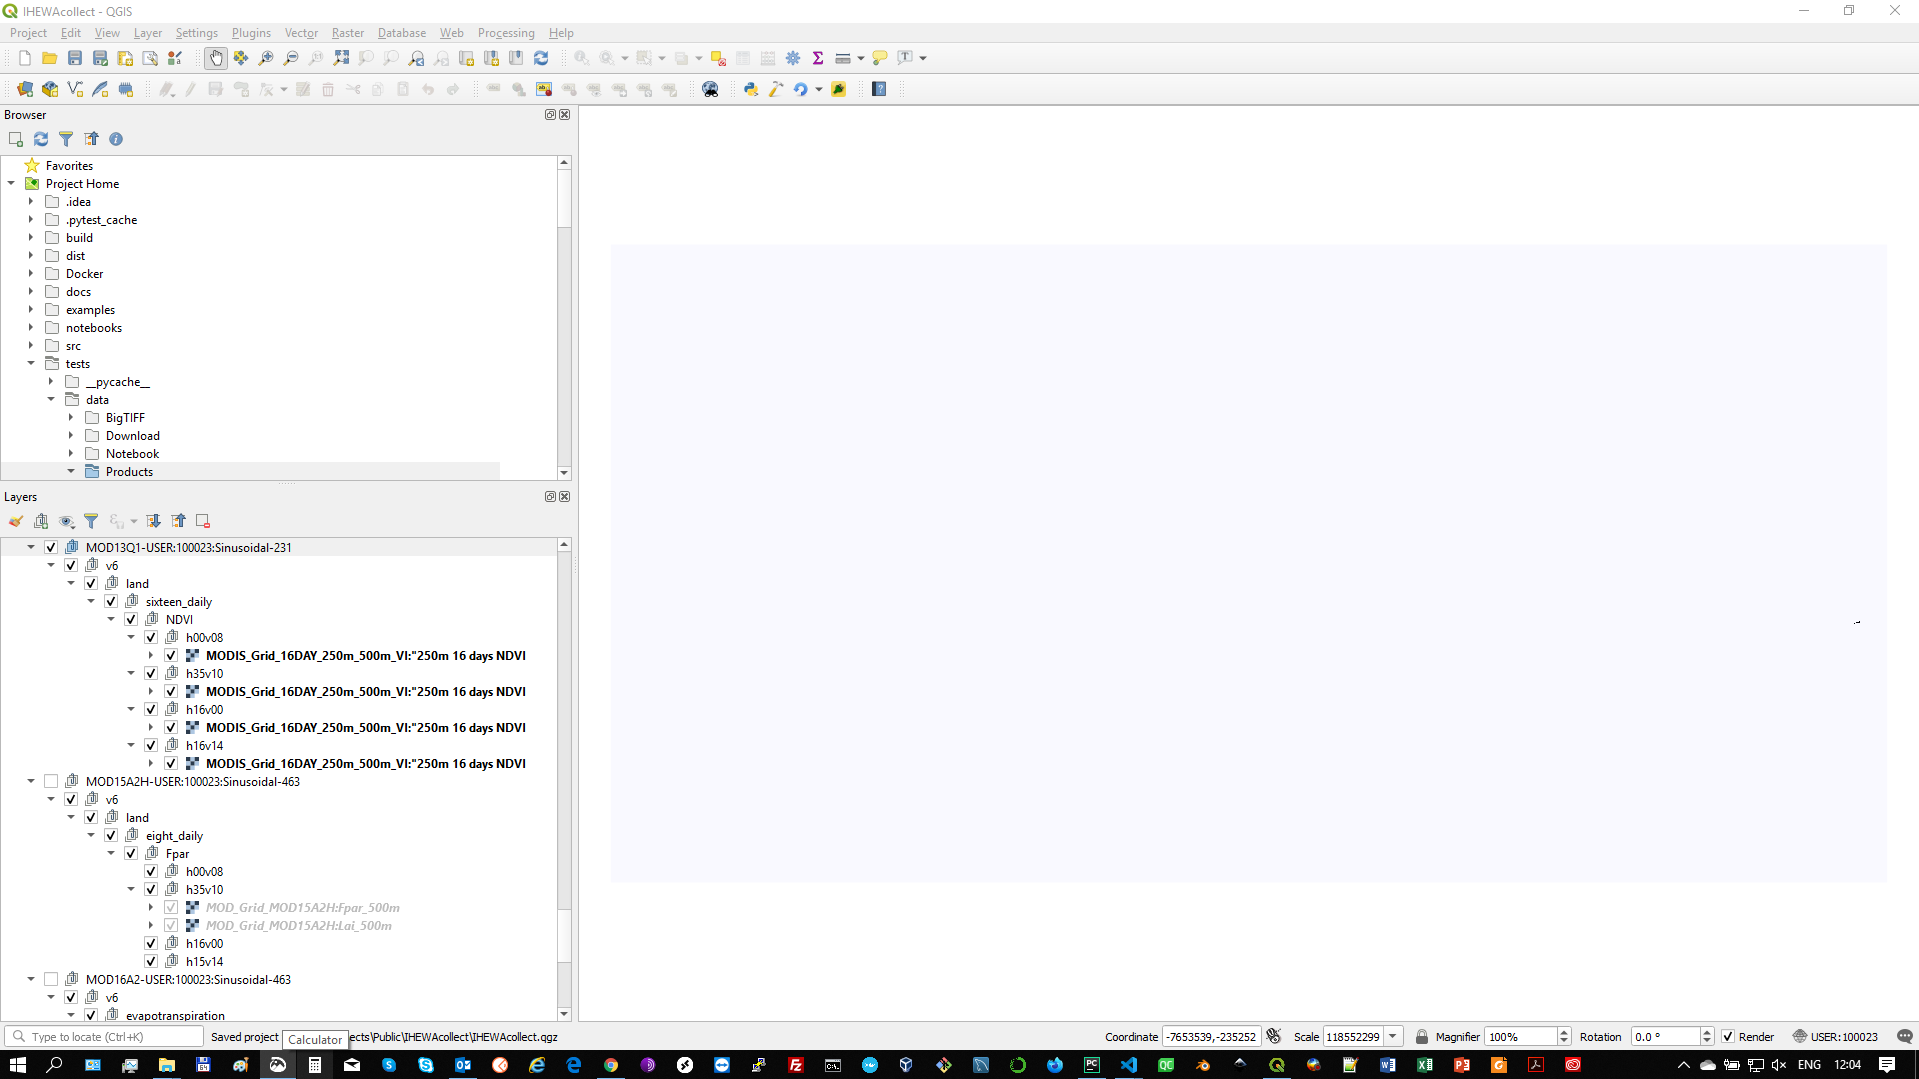 IHEWAcollect - QGIS
Project Edit View Layer Settings Plugins Vector Raster Database Web Processing Help
Browser
Favorites
Project Home
.idea
.pytest_cache
build
dist
Docker
docs
examples
notebooks
src
tests
__pycache__
data
BigTIFF
Download
Notebook
Products
Layers
MOD13Q1-USER:100023:Sinusoidal-231
v6
land
sixteen_daily
NDVI
h00v08
MODIS_Grid_16DAY_250m_500m_VI:"250m 16 days NDVI
h35v10
MODIS_Grid_16DAY_250m_500m_VI:"250m 16 days NDVI
h16v00
MODIS_Grid_16DAY_250m_500m_VI:"250m 16 days NDVI
h16v14
MODIS_Grid_16DAY_250m_500m_VI:"250m 16 days NDVI
MOD15A2H-USER:100023:Sinusoidal-463
v6
land
eight_daily
Fpar
h00v08
h35v10
MOD_Grid_MOD15A2H:Fpar_500m
MOD_Grid_MOD15A2H:Lai_500m
h16v00
h15v14
MOD16A2-USER:100023:Sinusoidal-463
v6
evapotranspiration
Type to locate (Ctrl+K) Saved project Calculator ects\Public\IHEWAcollect\IHEWAcollect.qgz Coordinate -7653539,-235252 Scale 118552299 Magnifier 100% Rotation 0.0 ° Render USER:100023
ENG 12:04